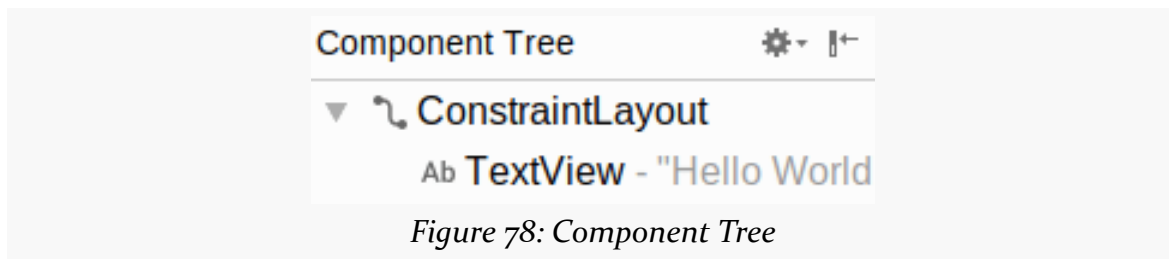 Component Tree
ConstraintLayout
Ab TextView - "Hello World
Figure 78: Component Tree